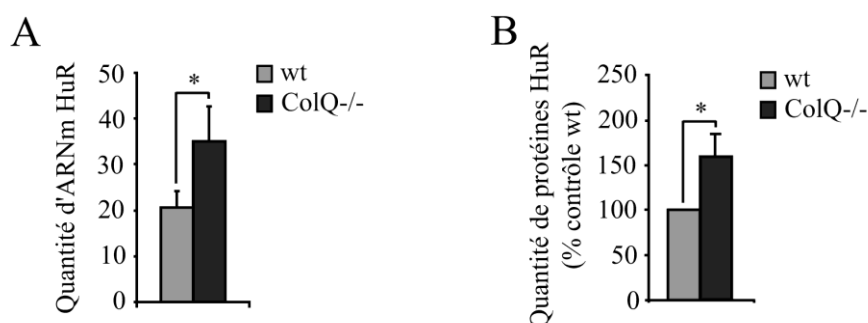 A
Quantité d'ARNm HuR
50
40
30
20
10
0
*
wt
ColQ-/-
B
Quantité de protéines HuR
(% contrôle wt)
250
200
150
100
50
0
*
wt
ColQ-/-